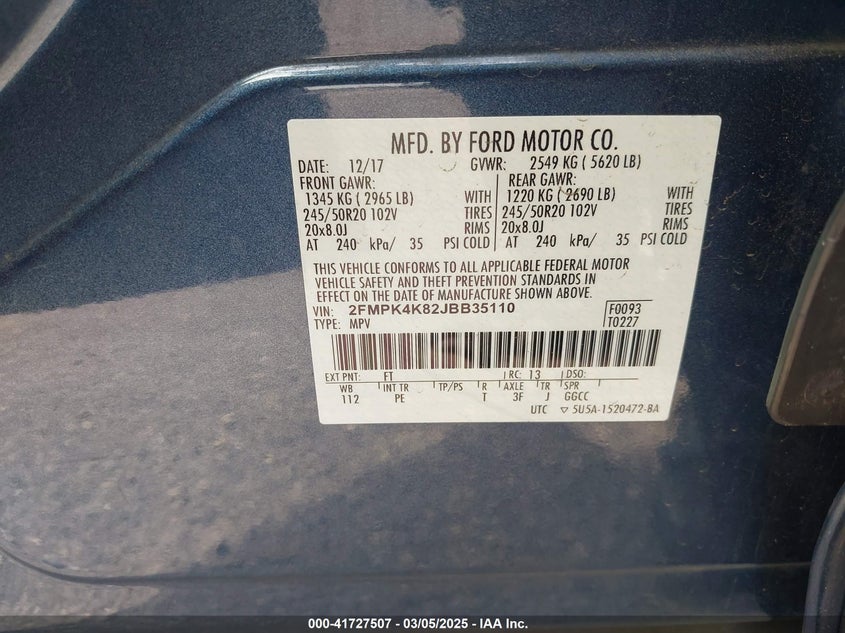 MFD. BY FORD MOTOR CO.
DATE: 12/17 GVWR: 2549 KG ( 5620 LB)
FRONT GAWR: REAR GAWR:
1345 KG ( 2965 LB) WITH 1220 KG ( 2690 LB) WITH
245/50R20 102V TIRES 245/50R20 102V TIRES
20x8.0J RIMS 20x8.0J RIMS
AT 240 kPa/ 35 PSI COLD AT 240 kPa/ 35 PSI COLD
THIS VEHICLE CONFORMS TO ALL APPLICABLE FEDERAL MOTOR
VEHICLE SAFETY AND THEFT PREVENTION STANDARDS IN
EFFECT ON THE DATE OF MANUFACTURE SHOWN ABOVE.
VIN: 2FMPK4K82JBB35110 F0093
TYPE: MPV T0227
EXT PNT: FT RC: 13 DSO:
WB INT TR TP/PS R AXLE TR SPR
112 PE T 3F J GGCC
UTC ▽ 5U5A-1520472-BA
000-41727507 - 03/05/2025 - IAA Inc.